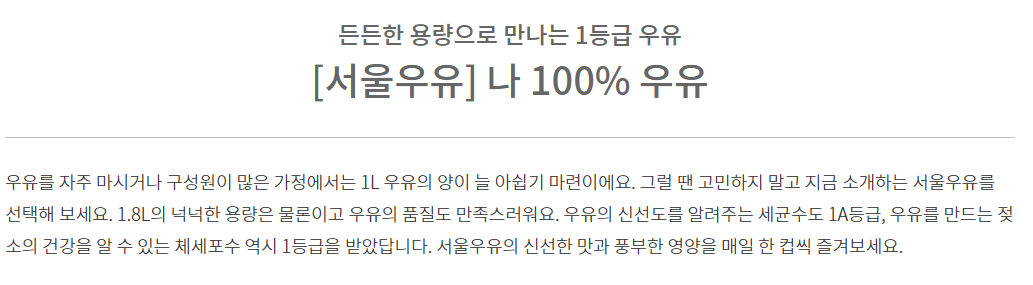 든든한 용량으로 만나는 1등급 우유
[서울우유] 나 100% 우유
우유를 자주 마시거나 구성원이 많은 가정에서는 1L 우유의 양이 늘 아쉽기 마련이에요. 그럴 땐 고민하지 말고 지금 소개하는 서울우유를
선택해 보세요. 1.8L의 넉넉한 용량은 물론이고 우유의 품질도 만족스러워요. 우유의 신선도를 알려주는 세균수도 1A등급, 우유를 만드는 젖
소의 건강을 알 수 있는 체세포수 역시 1등급을 받았답니다. 서울우유의 신선한 맛과 풍부한 영양을 매일 한 컵씩 즐겨보세요.